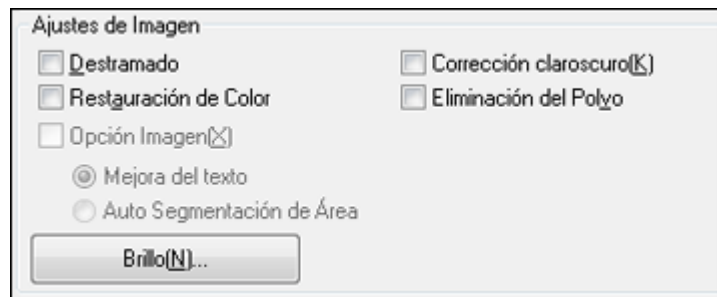 Ajustes de Imagen
Destramado
Corrección claroscuro(K)
Restauración de Color
Eliminación del Polvo
Opción Imagen(X)
Mejora del texto
Auto Segmentación de Área
Brillo(N)...